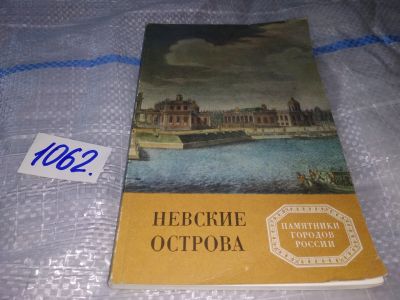 1062.
НЕВСКИЕ
ОСТРОВА
ПАМЯТНИКИ
ГОРОДОВ
РОССИИ